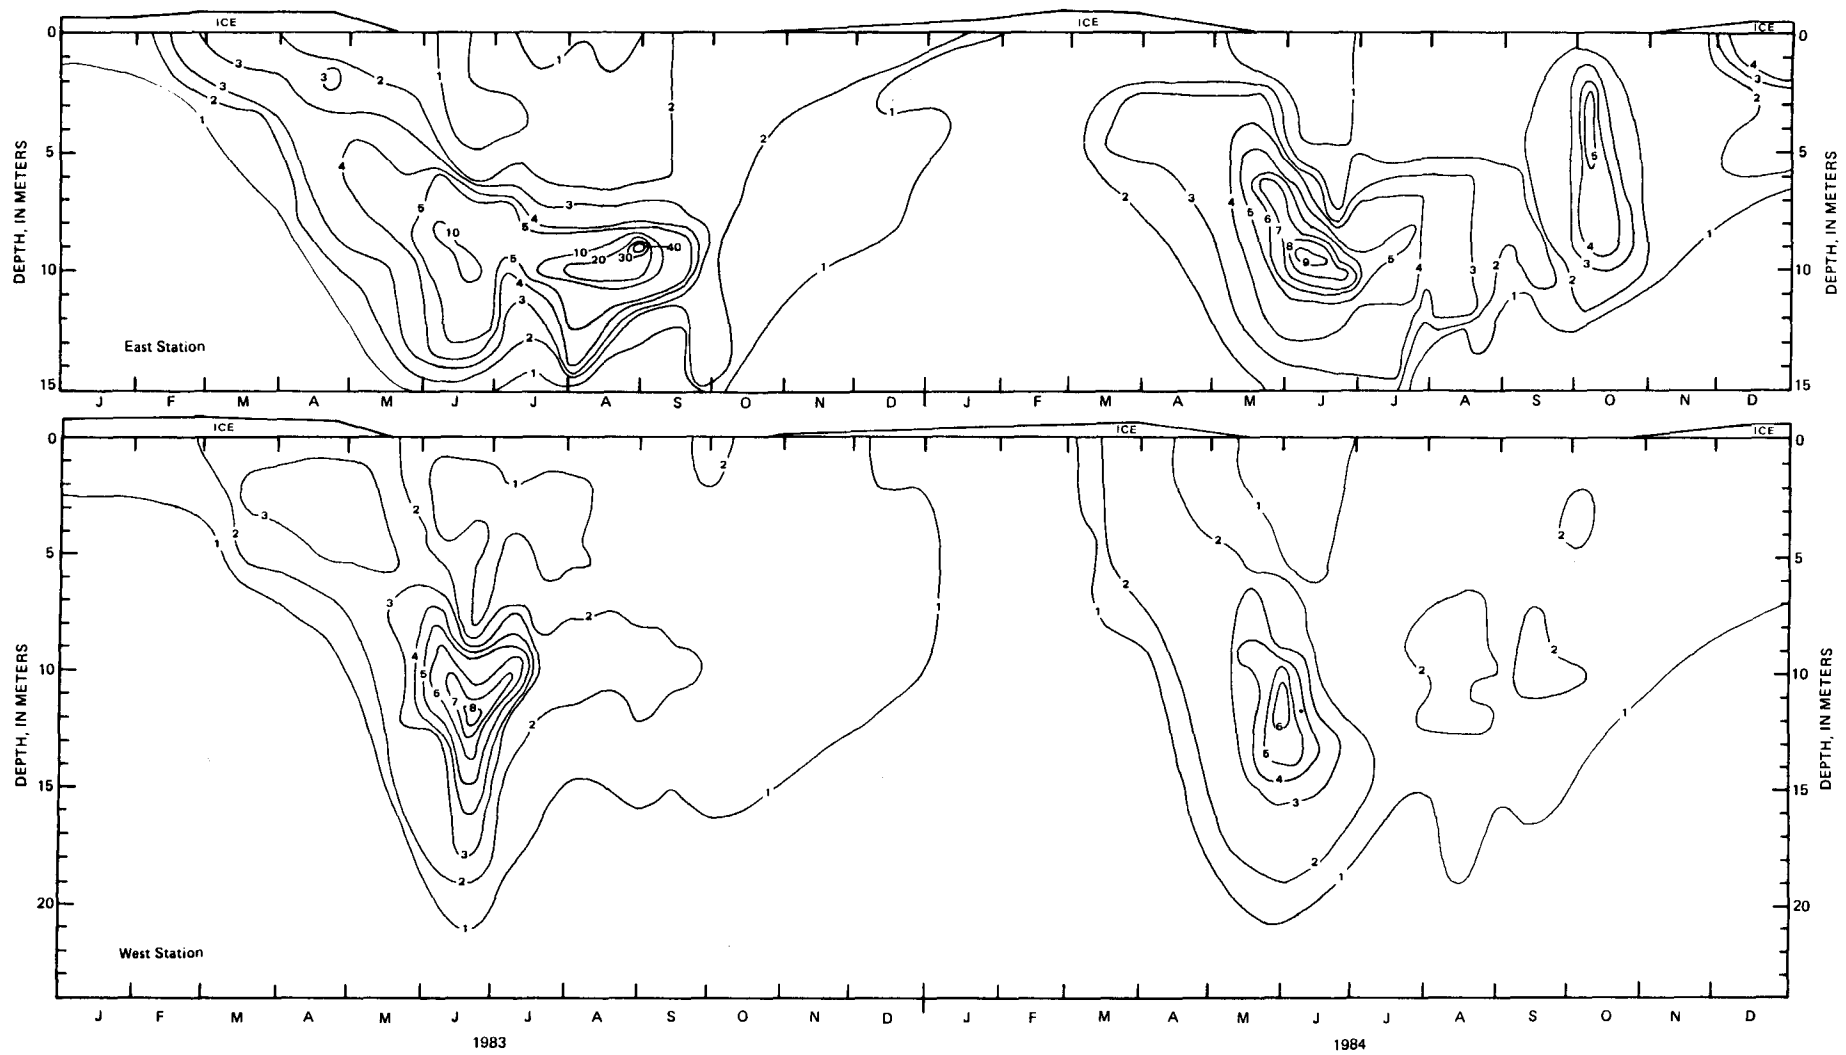 ICE ICE ICE
0 5 10 15
DEPTH, IN METERS
1 2 3 3 3 2 4 5 10 5 4 3 2 1 1 1 2 3 4 5 10 20 30 40 2 1 1
2 3 4 5 6 7 8 9 5 4 3 2 1 1 2 3 4 5 1 2 3 4
0 5 10 15
DEPTH, IN METERS
East Station
J F M A M J J A S O N D J F M A M J J A S O N D
ICE ICE ICE
0 5 10 15 20
DEPTH, IN METERS
1 2 3 2 1 3 4 5 6 7 8 3 2 1 2 2 1 2 1
1 2 2 1 6 5 4 3 2 1 2 2 2 1
0 5 10 15 20
DEPTH, IN METERS
West Station
J F M A M J J A S O N D J F M A M J J A S O N D
1983 1984